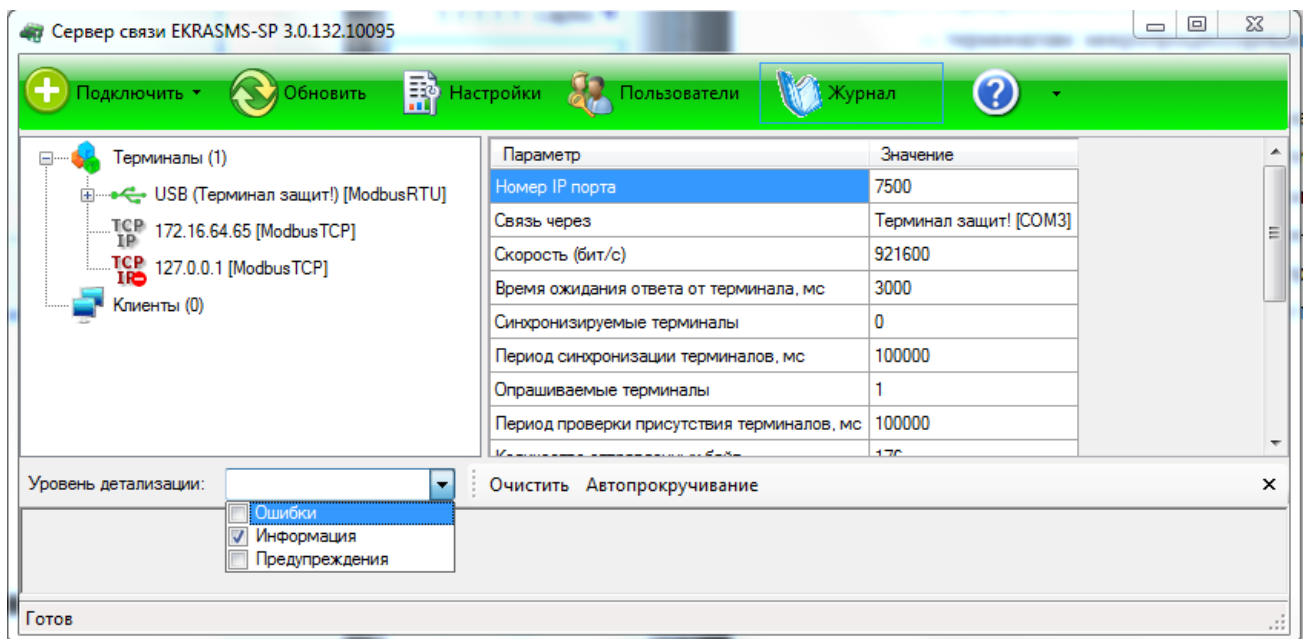 Сервер связи EKRASMS-SP 3.0.132.10095
Подключить Обновить Настройки Пользователи Журнал ?
Терминалы (1)
USB (Терминал защит!) [ModbusRTU]
TCP IP 172.16.64.65 [ModbusTCP]
TCP IP 127.0.0.1 [ModbusTCP]
Клиенты (0)
Параметр Значение
Номер IP порта 7500
Связь через Терминал защит! [COM3]
Скорость (бит/с) 921600
Время ожидания ответа от терминала, мс 3000
Синхронизируемые терминалы 0
Период синхронизации терминалов, мс 100000
Опрашиваемые терминалы 1
Период проверки присутствия терминалов, мс 100000
Уровень детализации: Очистить Автопрокручивание
Ошибки
Информация
Предупреждения
Готов